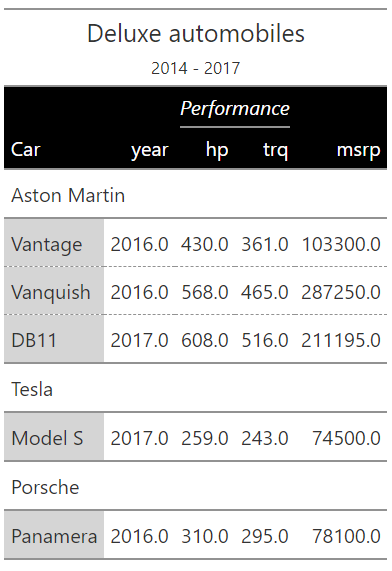 Deluxe automobiles
2014 - 2017
Performance
Car year hp trq msrp
Aston Martin
Vantage 2016.0 430.0 361.0 103300.0
Vanquish 2016.0 568.0 465.0 287250.0
DB11 2017.0 608.0 516.0 211195.0
Tesla
Model S 2017.0 259.0 243.0 74500.0
Porsche
Panamera 2016.0 310.0 295.0 78100.0